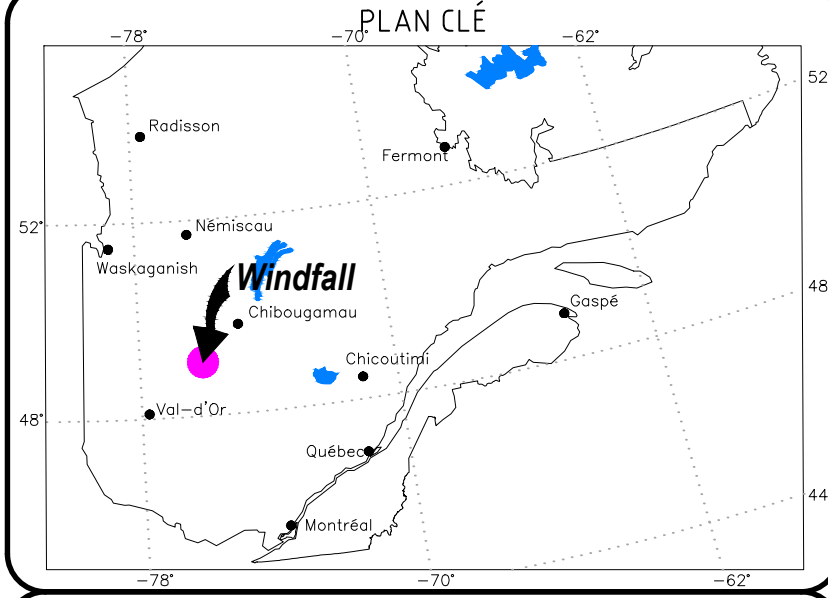 PLAN CLÉ
-78° -70° -62°
52
Radisson
Fermont
52°
Némiscau
Waskaganish
Windfall
48
Gaspé
Chibougamau
Chicoutimi
Val-d'Or
48°
Québec
44
Montréal
-78° -70° -62°